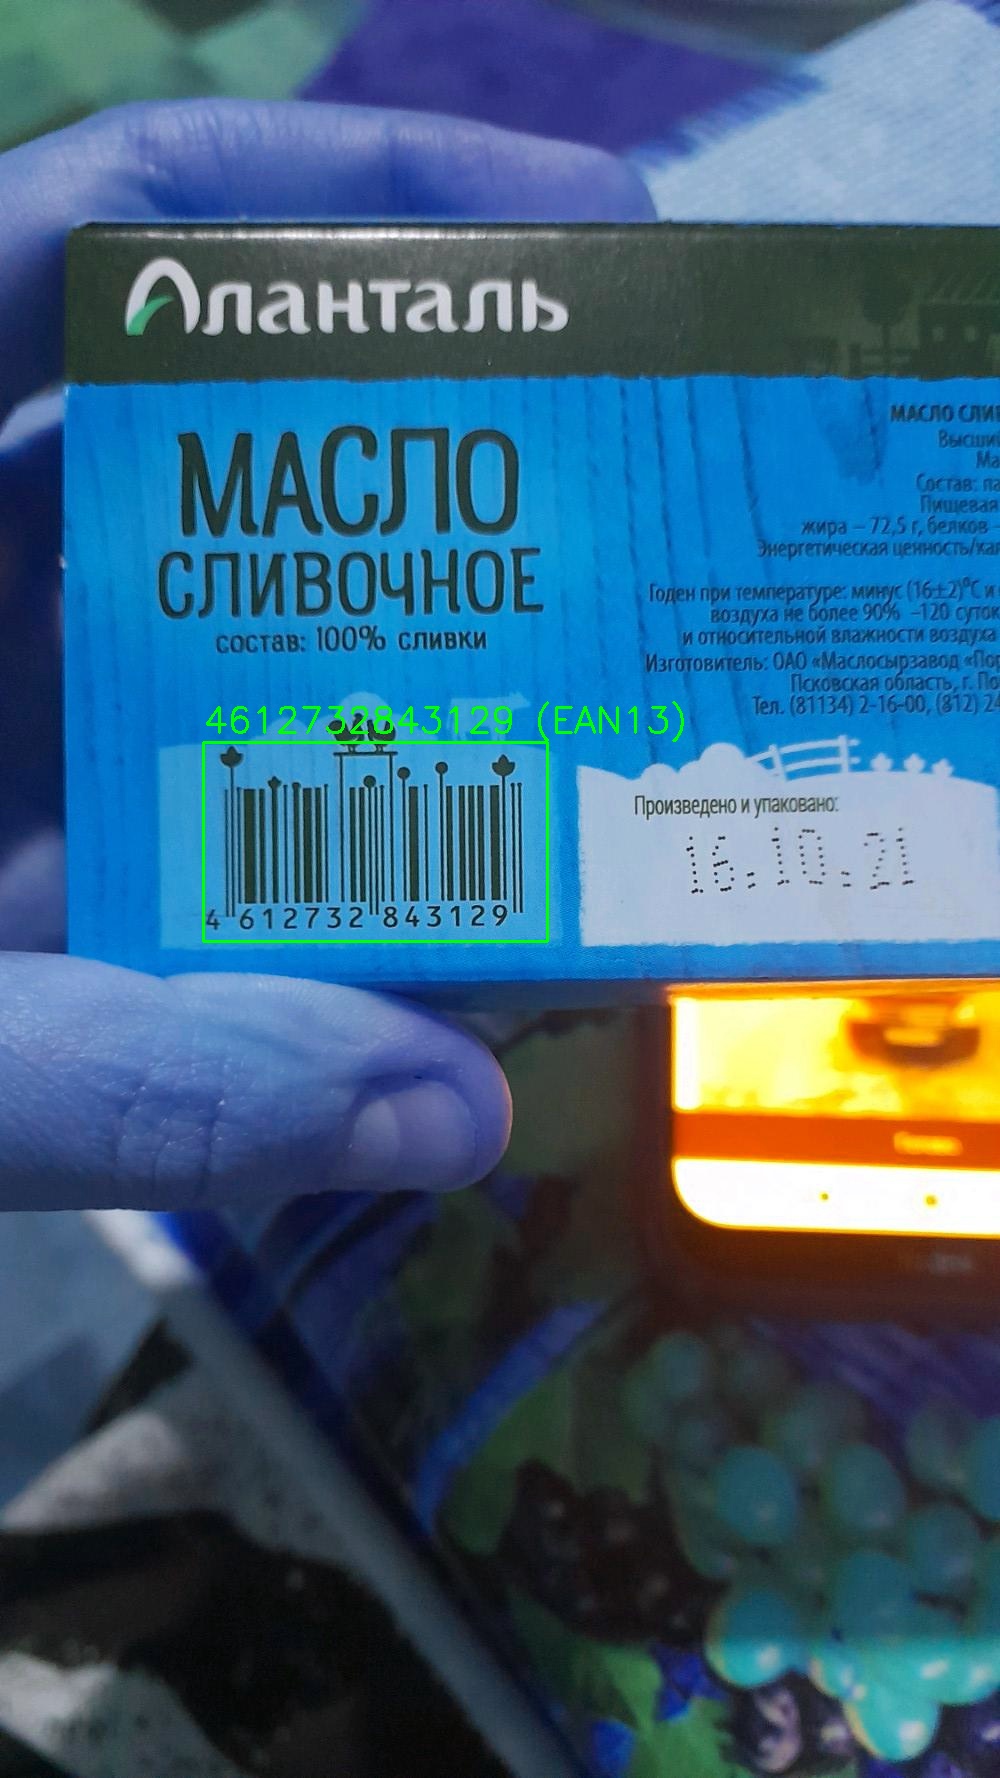 Аланталь
МАСЛО
СЛИВОЧНОЕ
состав: 100% сливки
4612732843129 (EAN13)
4 612732 843129
МАСЛО СЛИВ
Высши
Ма
Состав: па
Пищевая
жира – 72,5 г, белков –
Энергетическая ценность/кал
Годен при температуре: минус (16±2)°С и
воздуха не более 90% –120 суток
и относительной влажности воздуха
Изготовитель: ОАО «Маслосырзавод «Пор
Псковская область, г. По
Тел. (81134) 2-16-00, (812) 24
Произведено и упаковано:
16.10.21